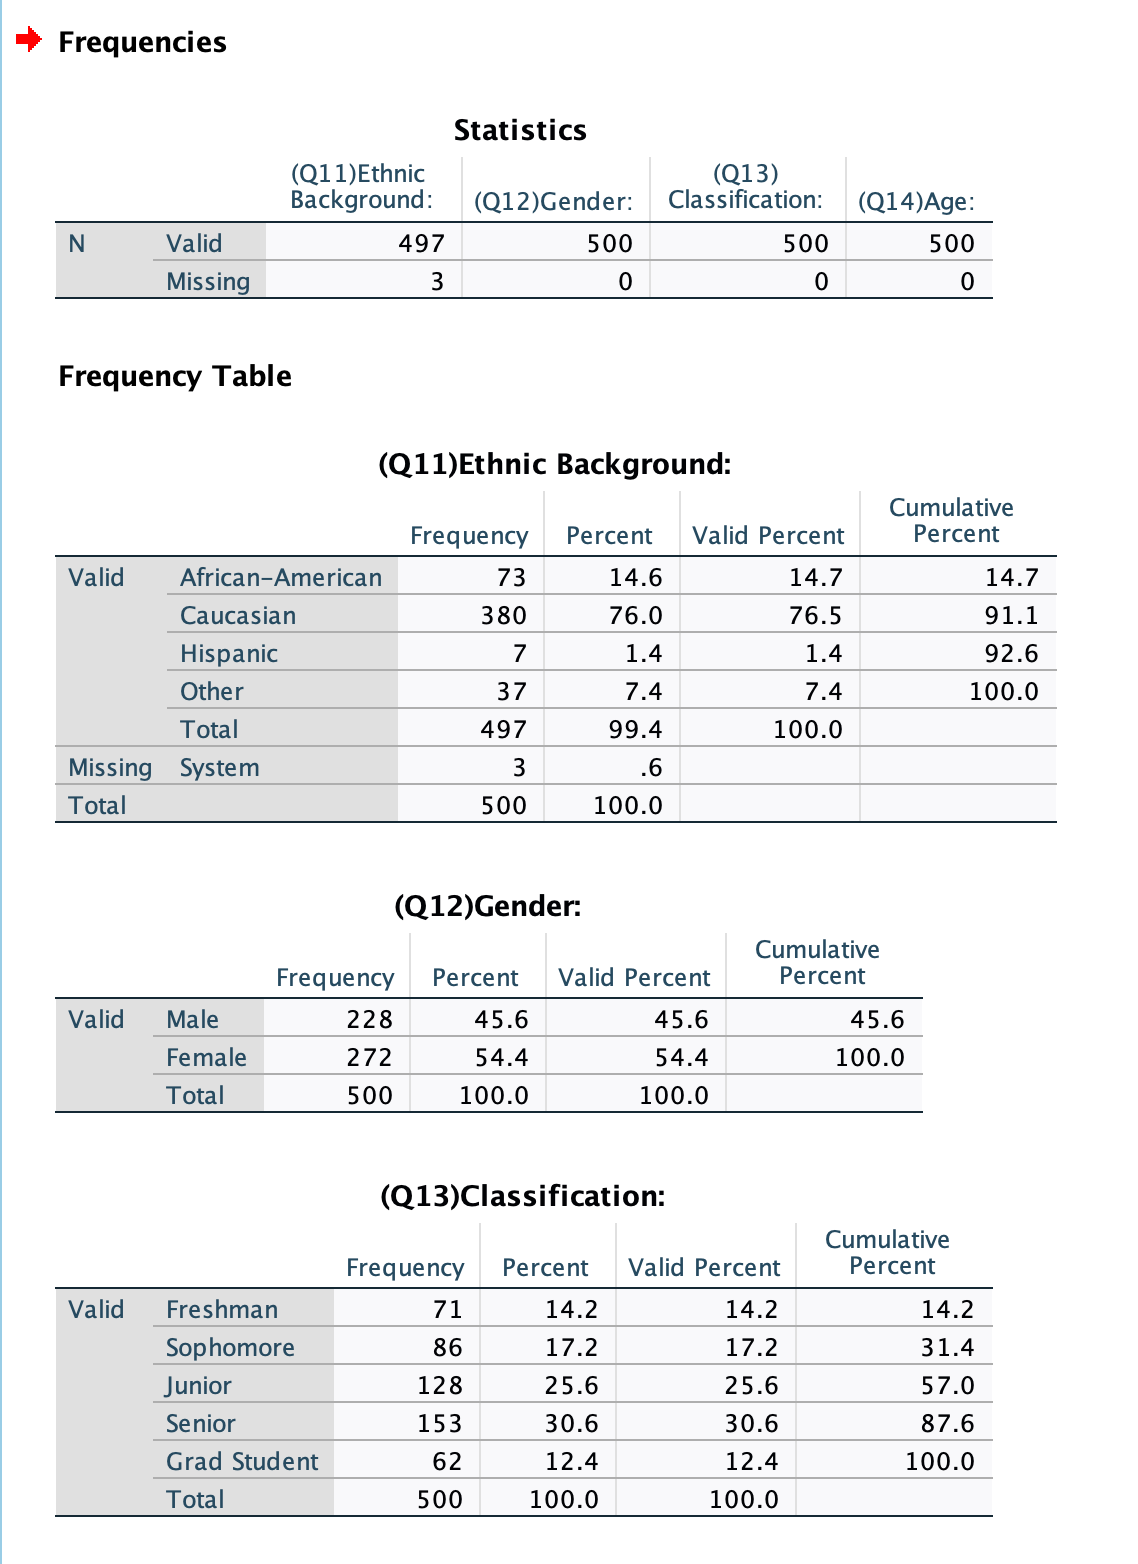 Frequencies
Statistics
(Q11)Ethnic Background: (Q12)Gender: (Q13) Classification: (Q14)Age:
N Valid 497 500 500 500
Missing 3 0 0 0
Frequency Table
(Q11)Ethnic Background:
Frequency Percent Valid Percent Cumulative Percent
Valid African-American 73 14.6 14.7 14.7
Caucasian 380 76.0 76.5 91.1
Hispanic 7 1.4 1.4 92.6
Other 37 7.4 7.4 100.0
Total 497 99.4 100.0
Missing System 3 .6
Total 500 100.0
(Q12)Gender:
Frequency Percent Valid Percent Cumulative Percent
Valid Male 228 45.6 45.6 45.6
Female 272 54.4 54.4 100.0
Total 500 100.0 100.0
(Q13)Classification:
Frequency Percent Valid Percent Cumulative Percent
Valid Freshman 71 14.2 14.2 14.2
Sophomore 86 17.2 17.2 31.4
Junior 128 25.6 25.6 57.0
Senior 153 30.6 30.6 87.6
Grad Student 62 12.4 12.4 100.0
Total 500 100.0 100.0